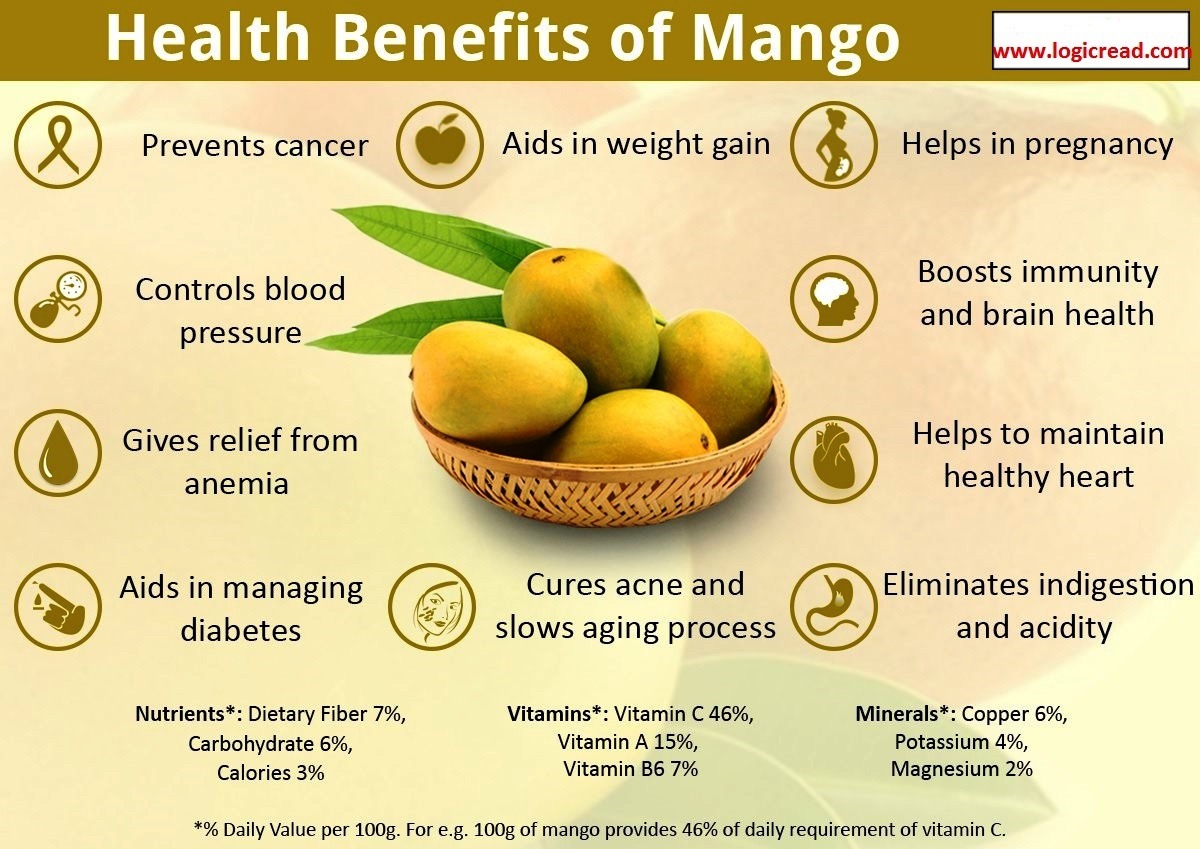 Health Benefits of Mango
www.logicread.com
Prevents cancer
Aids in weight gain
Helps in pregnancy
Controls blood
pressure
Boosts immunity
and brain health
Gives relief from
anemia
Helps to maintain
healthy heart
Aids in managing
diabetes
Cures acne and
slows aging process
Eliminates indigestion
and acidity
Nutrients*: Dietary Fiber 7%,
Carbohydrate 6%,
Calories 3%
Vitamins*: Vitamin C 46%,
Vitamin A 15%,
Vitamin B6 7%
Minerals*: Copper 6%,
Potassium 4%,
Magnesium 2%
*% Daily Value per 100g. For e.g. 100g of mango provides 46% of daily requirement of vitamin C.